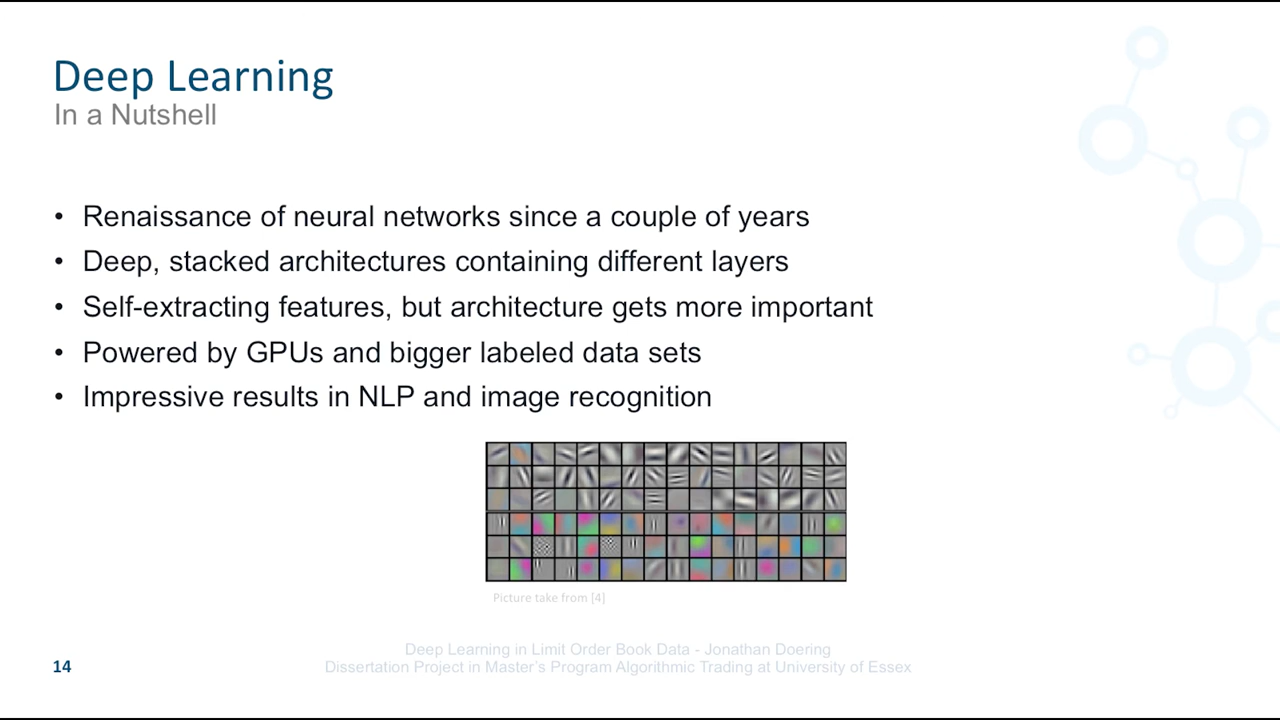 Deep Learning
In a Nutshell
• Renaissance of neural networks since a couple of years
• Deep, stacked architectures containing different layers
• Self-extracting features, but architecture gets more important
• Powered by GPUs and bigger labeled data sets
• Impressive results in NLP and image recognition
Picture take from [4]
Deep Learning in Limit Order Book Data - Jonathan Doering
14
Dissertation Project in Master's Program Algorithmic Trading at University of Essex